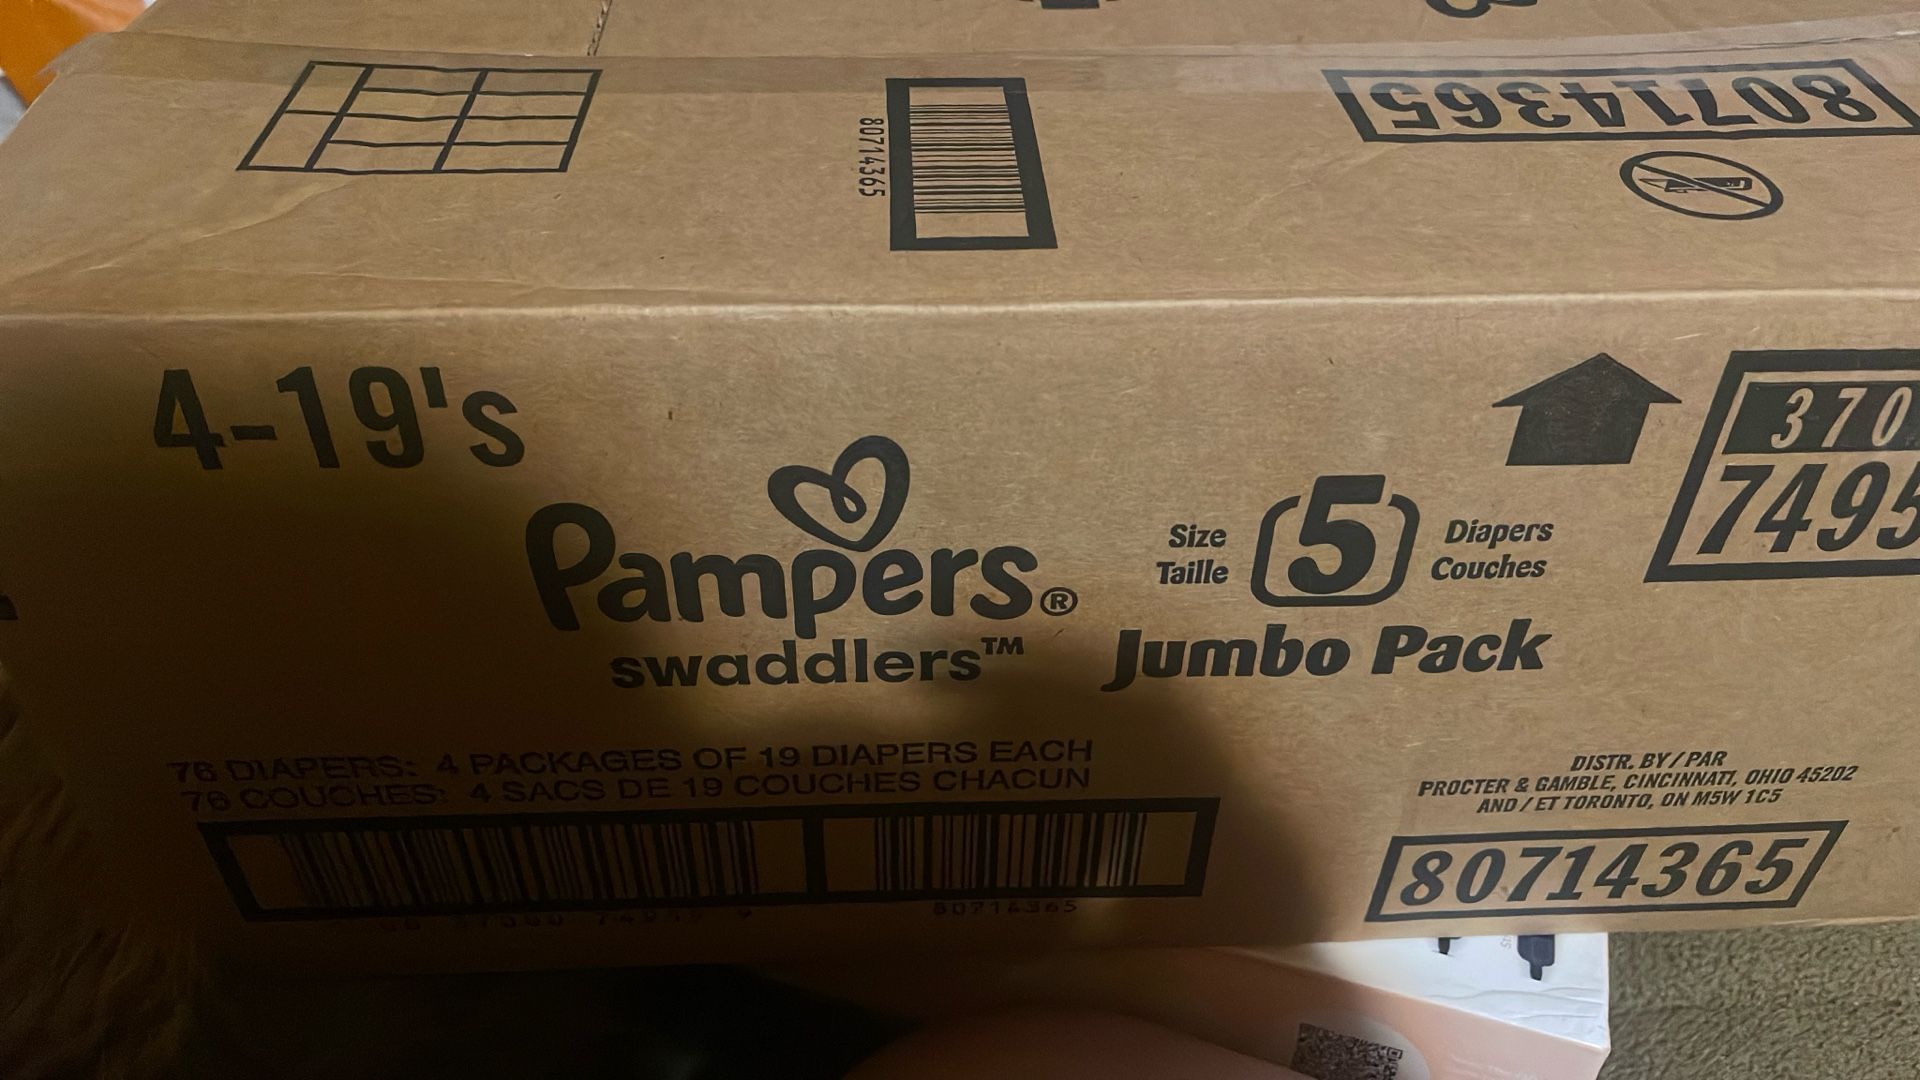 80714365
80714365
4-19's
370
7495
Pampers®
swaddlers™
Size
Taille
5
Diapers
Couches
Jumbo Pack
76 DIAPERS: 4 PACKAGES OF 19 DIAPERS EACH
76 COUCHES: 4 SACS DE 19 COUCHES CHACUN
80714365
DISTR. BY / PAR
PROCTER & GAMBLE, CINCINNATI, OHIO 45202
AND / ET TORONTO, ON M5W 1C5
80714365